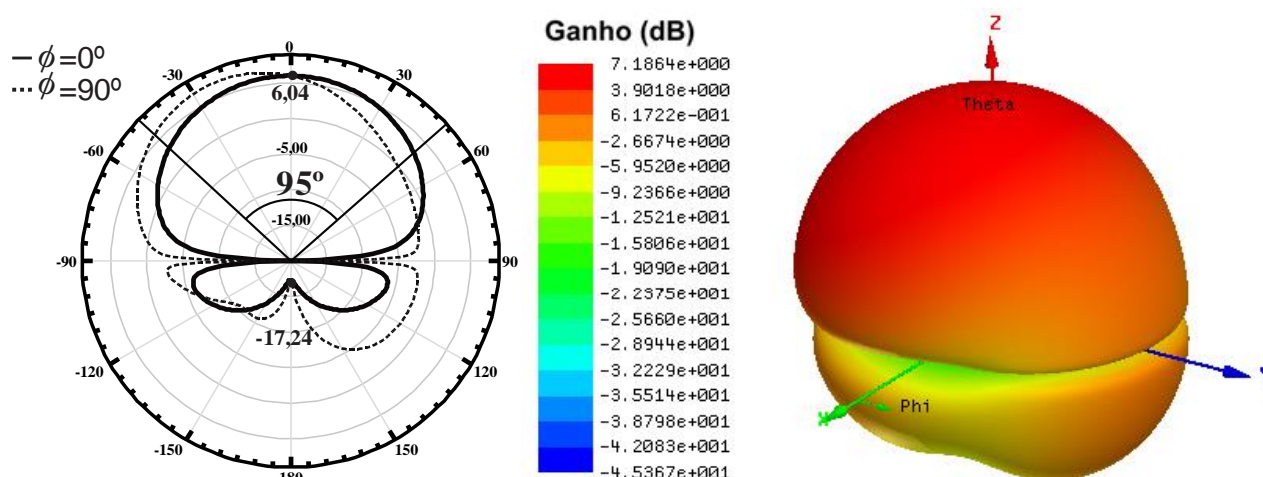 ϕ=0º
ϕ=90º
0
-30
30
6,04
-60
60
-5,00
95º
-15,00
-90
90
-17,24
-120
120
-150
150
180
Ganho (dB)
7.1864e+000
3.9018e+000
6.1722e-001
-2.6674e+000
-5.9520e+000
-9.2366e+000
-1.2521e+001
-1.5806e+001
-1.9090e+001
-2.2375e+001
-2.5660e+001
-2.8944e+001
-3.2229e+001
-3.5514e+001
-3.8798e+001
-4.2083e+001
-4.5367e+001
Z
Theta
Phi